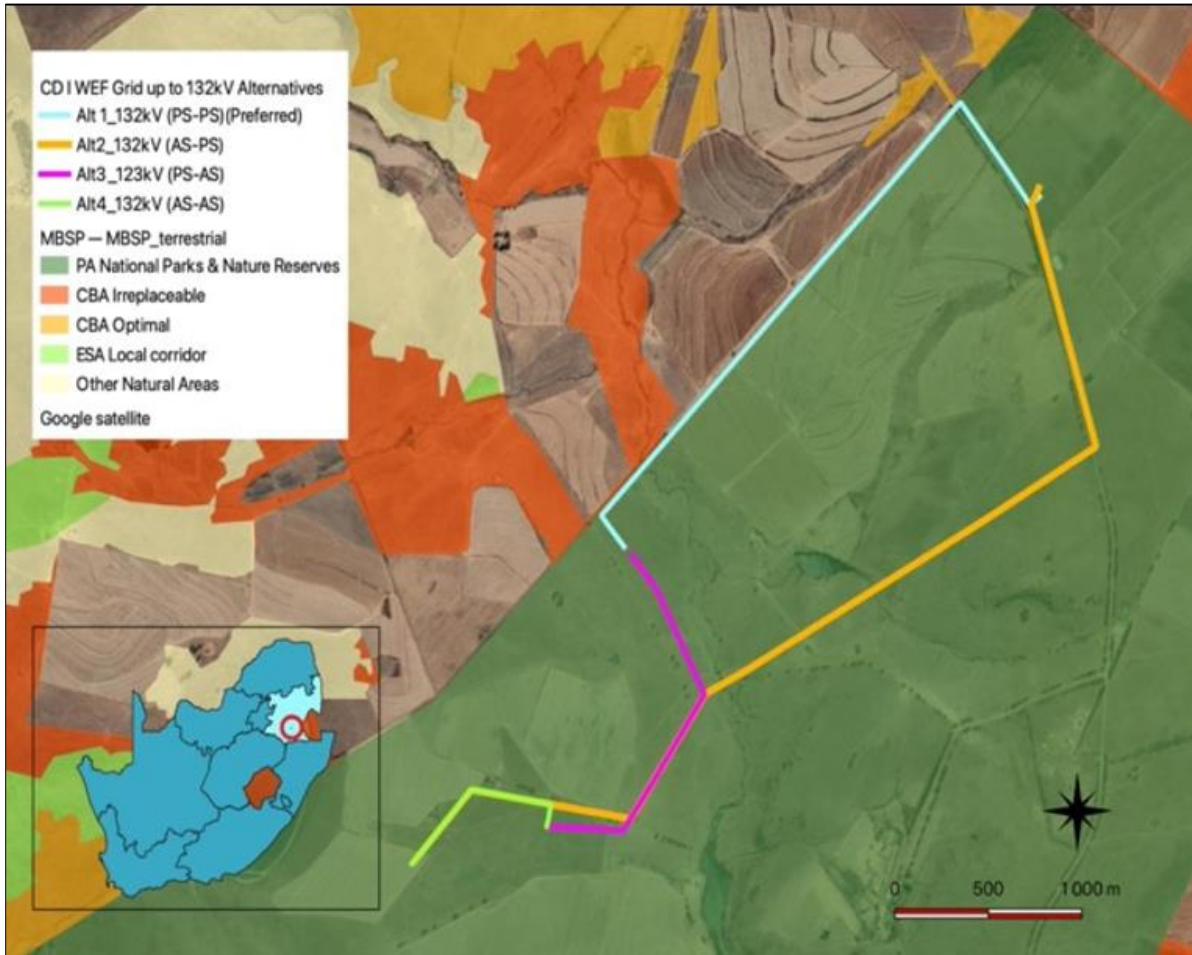 CD I WEF Grid up to 132kV Alternatives
Alt 1_132kV (PS-PS)(Preferred)
Alt2_132kV (AS-PS)
Alt3_123kV (PS-AS)
Alt4_132kV (AS-AS)
MBSP — MBSP_terrestrial
PA National Parks & Nature Reserves
CBA Irreplaceable
CBA Optimal
ESA Local corridor
Other Natural Areas
Google satellite
0 500 1000 m